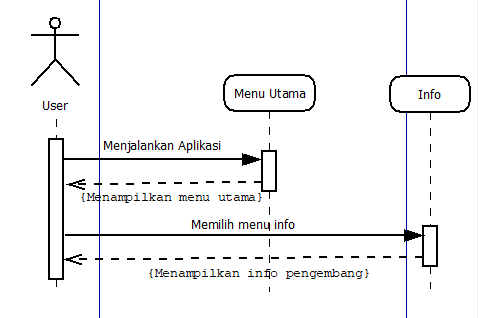 User
Menu Utama
Info
Menjalankan Aplikasi
{Menampilkan menu utama}
Memilih menu info
{Menampilkan info pengembang}